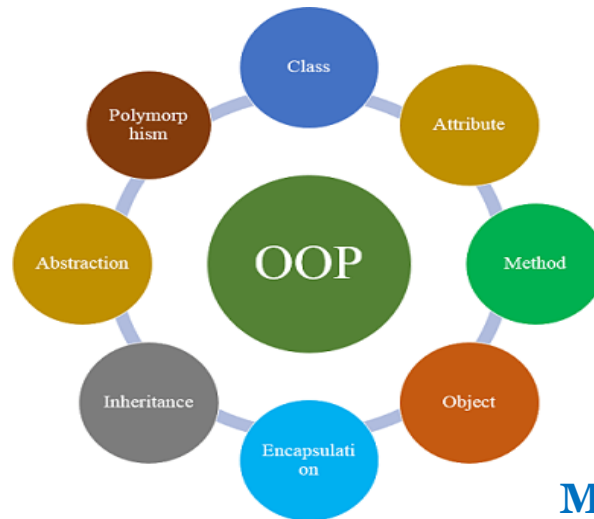 Class
Polymorp
hism
Attribute
Abstraction
OOP
Method
Inheritance
Object
Encapsulati
on
M